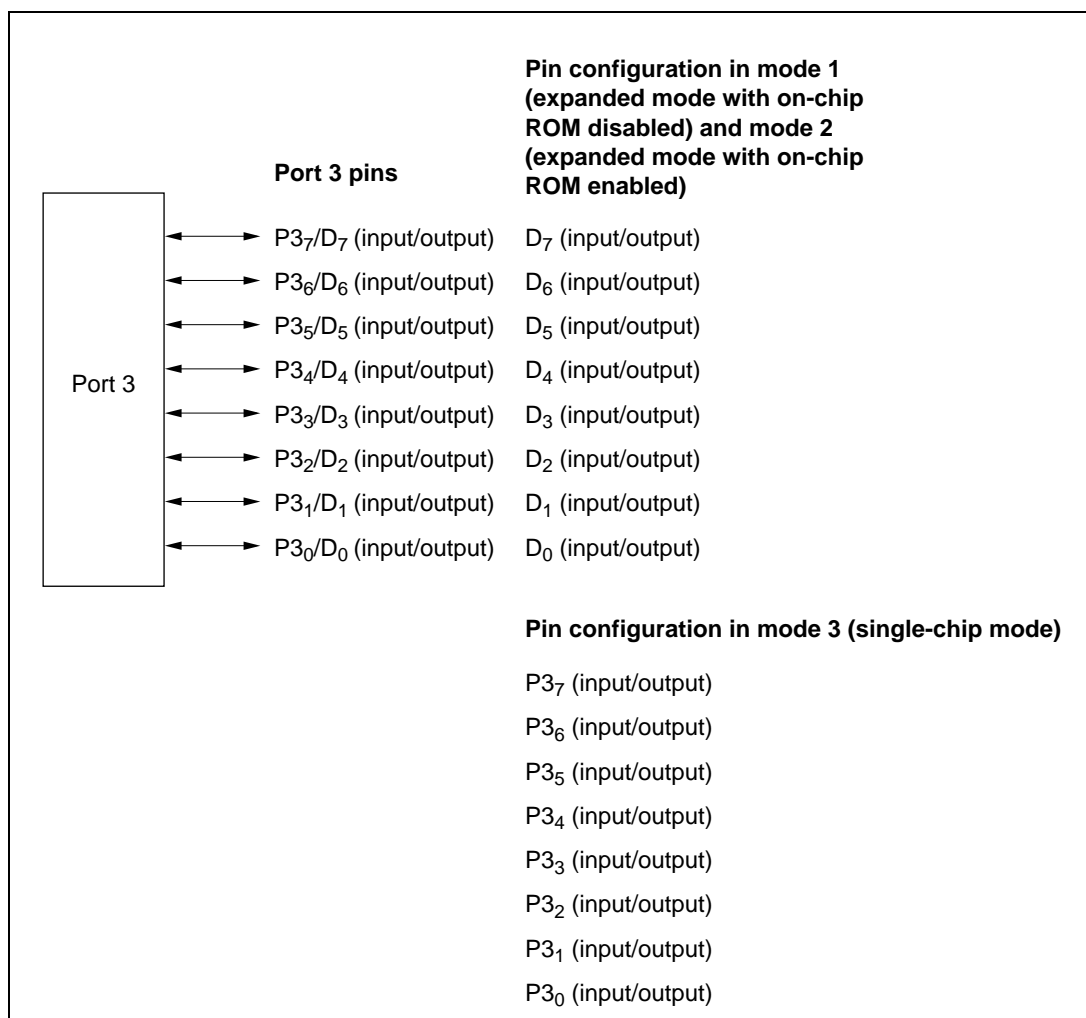 Pin configuration in mode 1
(expanded mode with on-chip
ROM disabled) and mode 2
(expanded mode with on-chip
ROM enabled)
Port 3 pins
Port 3
P3₇/D₇ (input/output) D₇ (input/output)
P3₆/D₆ (input/output) D₆ (input/output)
P3₅/D₅ (input/output) D₅ (input/output)
P3₄/D₄ (input/output) D₄ (input/output)
P3₃/D₃ (input/output) D₃ (input/output)
P3₂/D₂ (input/output) D₂ (input/output)
P3₁/D₁ (input/output) D₁ (input/output)
P3₀/D₀ (input/output) D₀ (input/output)
Pin configuration in mode 3 (single-chip mode)
P3₇ (input/output)
P3₆ (input/output)
P3₅ (input/output)
P3₄ (input/output)
P3₃ (input/output)
P3₂ (input/output)
P3₁ (input/output)
P3₀ (input/output)